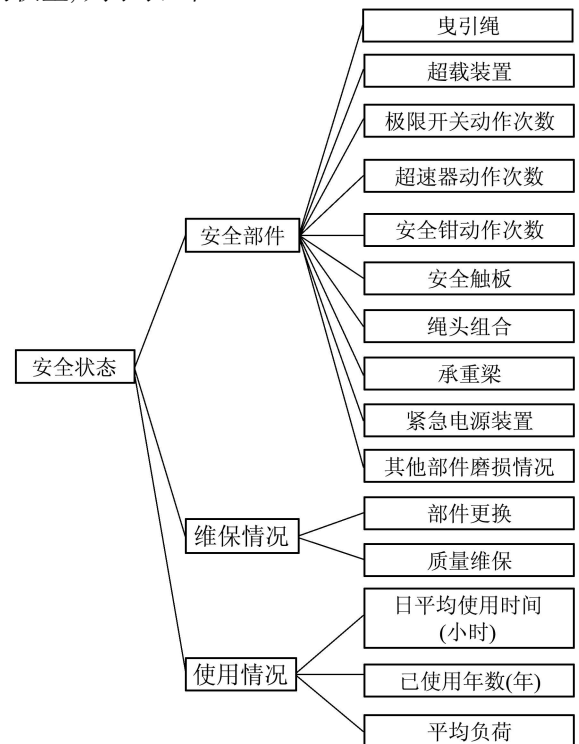 曳引绳
超载装置
极限开关动作次数
超速器动作次数
安全部件
安全钳动作次数
安全触板
绳头组合
安全状态
承重梁
紧急电源装置
其他部件磨损情况
维保情况
部件更换
质量维保
日平均使用时间
(小时)
使用情况
已使用年数(年)
平均负荷